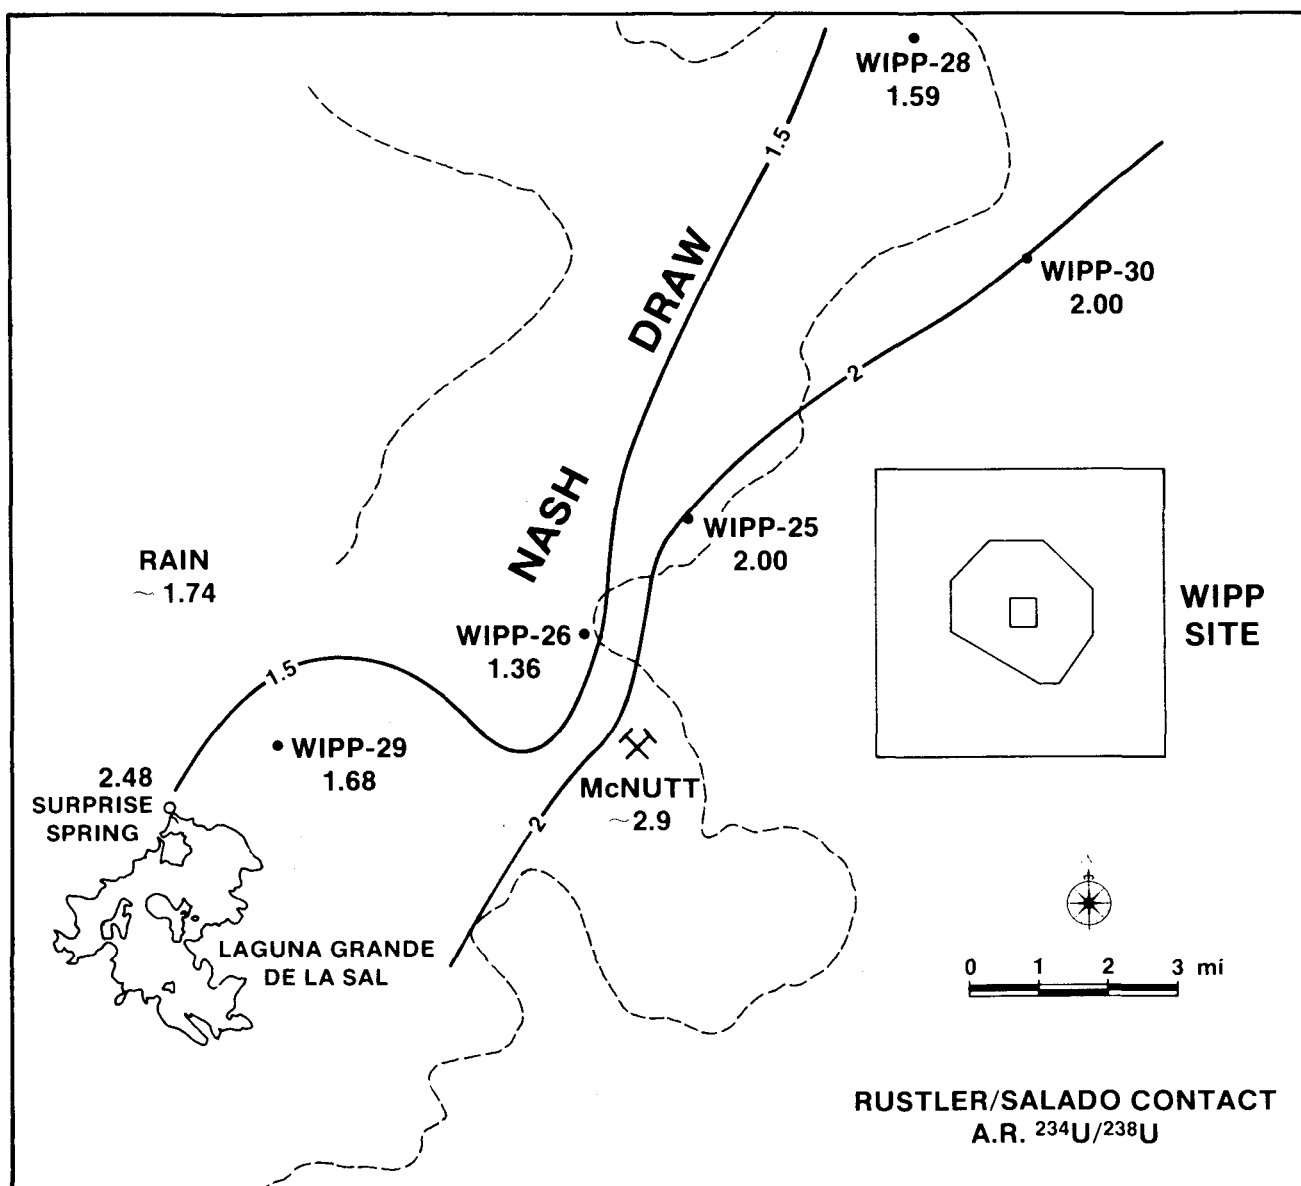 WIPP-28
1.59
1.5
DRAW
WIPP-30
2.00
2
NASH
WIPP-25
2.00
RAIN
~ 1.74
WIPP
SITE
WIPP-26
1.36
1.5
WIPP-29
1.68
2.48
SURPRISE
SPRING
McNUTT
~2.9
2
LAGUNA GRANDE
DE LA SAL
0 1 2 3 mi
RUSTLER/SALADO CONTACT
A.R. ²³⁴U/²³⁸U